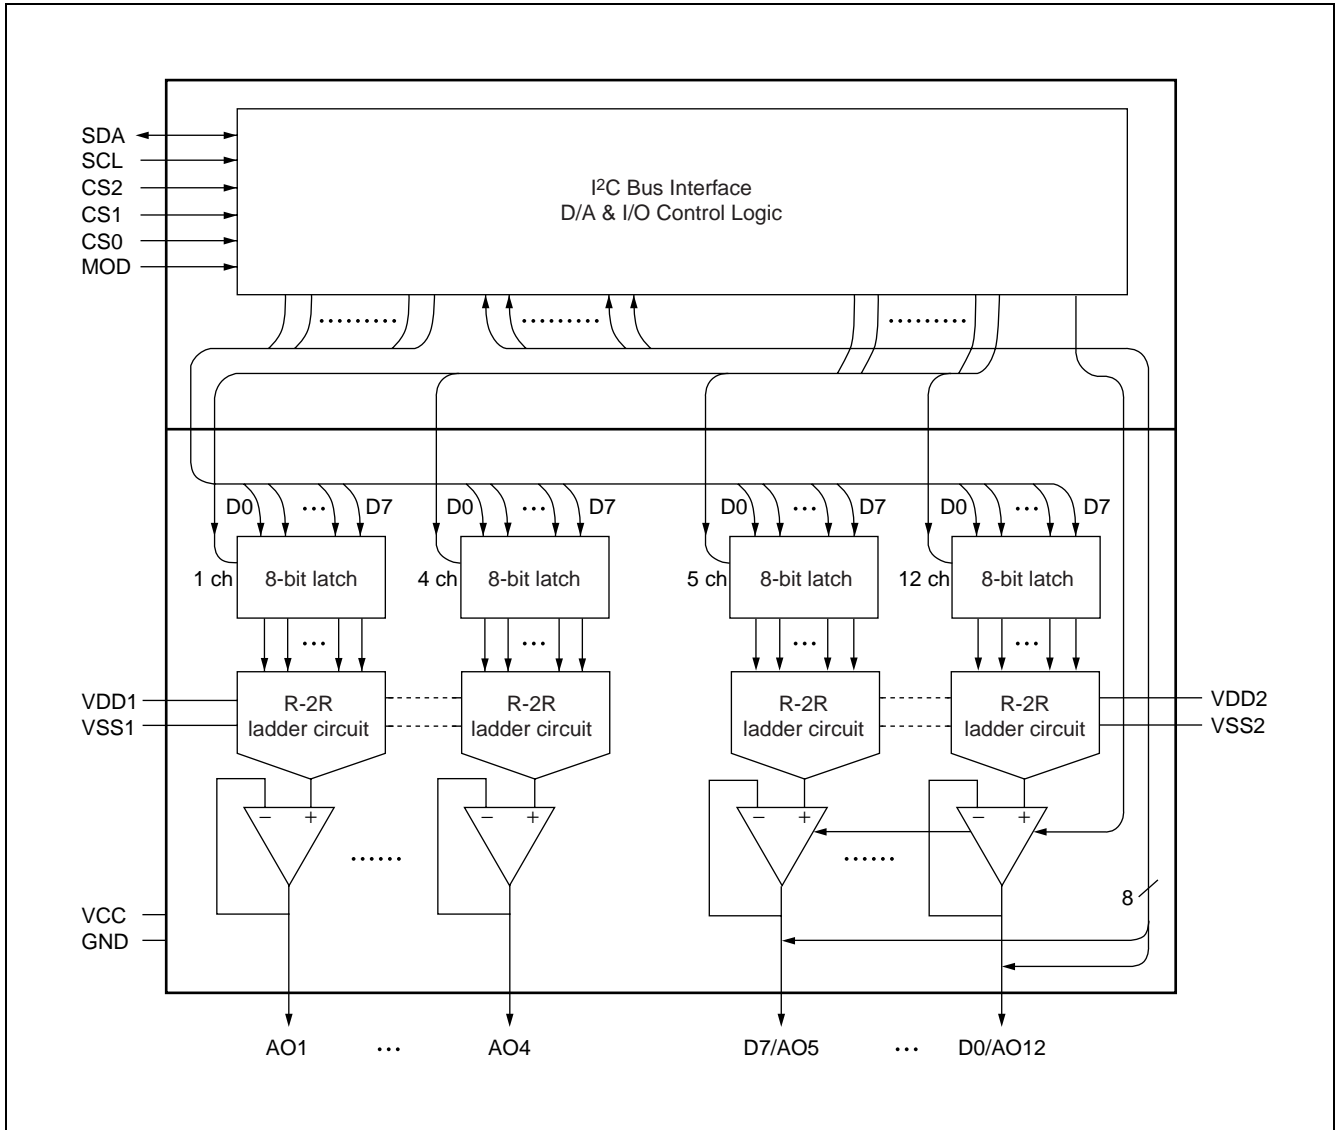 SDA
SCL
CS2
CS1
CS0
MOD
I²C Bus Interface
D/A & I/O Control Logic
D0 ... D7
D0 ... D7
D0 ... D7
D0 ... D7
1 ch
8-bit latch
4 ch
8-bit latch
5 ch
8-bit latch
12 ch
8-bit latch
VDD1
VSS1
R-2R
ladder circuit
R-2R
ladder circuit
R-2R
ladder circuit
R-2R
ladder circuit
VDD2
VSS2
− +
− +
− +
− +
8
VCC
GND
AO1 ... AO4 D7/AO5 ... D0/AO12